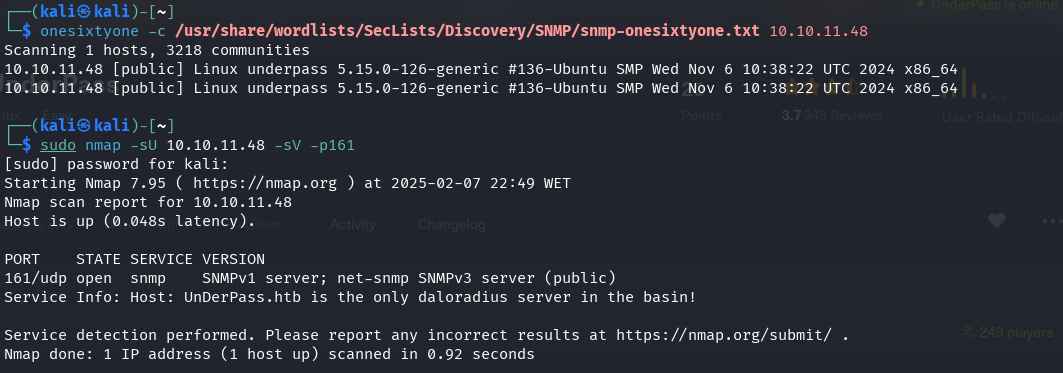 ┌──(kali㉿kali)-[~]
└─$ onesixtyone -c /usr/share/wordlists/SecLists/Discovery/SNMP/snmp-onesixtyone.txt 10.10.11.48
Scanning 1 hosts, 3218 communities
10.10.11.48 [public] Linux underpass 5.15.0-126-generic #136-Ubuntu SMP Wed Nov 6 10:38:22 UTC 2024 x86_64
10.10.11.48 [public] Linux underpass 5.15.0-126-generic #136-Ubuntu SMP Wed Nov 6 10:38:22 UTC 2024 x86_64
┌──(kali㉿kali)-[~]
└─$ sudo nmap -sU 10.10.11.48 -sV -p161
[sudo] password for kali:
Starting Nmap 7.95 ( https://nmap.org ) at 2025-02-07 22:49 WET
Nmap scan report for 10.10.11.48
Host is up (0.048s latency).
PORT    STATE SERVICE VERSION
161/udp open  snmp    SNMPv1 server; net-snmp SNMPv3 server (public)
Service Info: Host: UnDerPass.htb is the only daloradius server in the basin!
Service detection performed. Please report any incorrect results at https://nmap.org/submit/ .
Nmap done: 1 IP address (1 host up) scanned in 0.92 seconds
UnderPass is online
Points
3.7 349 Reviews
User Rated Difficul
Activity
Changelog
249 players